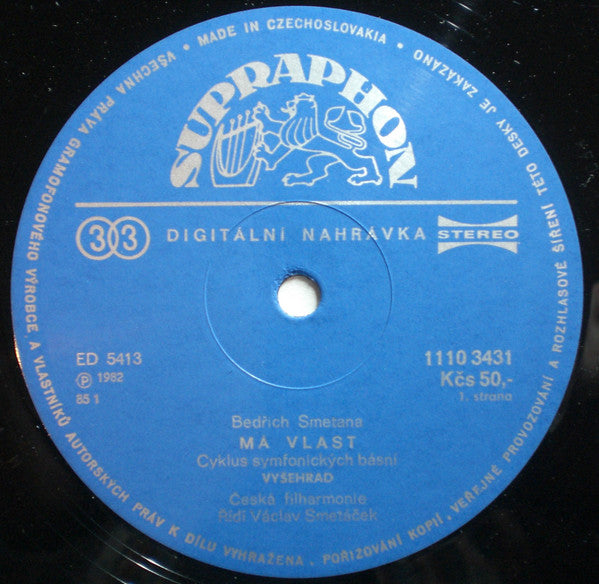 VŠECHNA PRÁVA GRAMOFONOVÉHO VÝROBCE A VLASTNÍKŮ AUTORSKÝCH PRÁV K DÍLU VYHRAŽENA. POŘIZOVÁNÍ KOPIÍ, VEŘEJNÉ PROVOZOVÁNÍ A ROZHLASOVÉ ŠÍŘENÍ TÉTO DESKY JE ZAKÁZÁNO • MADE IN CZECHOSLOVAKIA •
SUPRAPHON
33 DIGITÁLNÍ NAHRÁVKA STEREO
ED 5413
Ⓟ 1982
85 1
1110 3431
Kčs 50,-
1. strana
Bedřich Smetana
MÁ VLAST
Cyklus symfonických básní
VYŠEHRAD
Česká filharmonie
Řídí Václav Smetáček